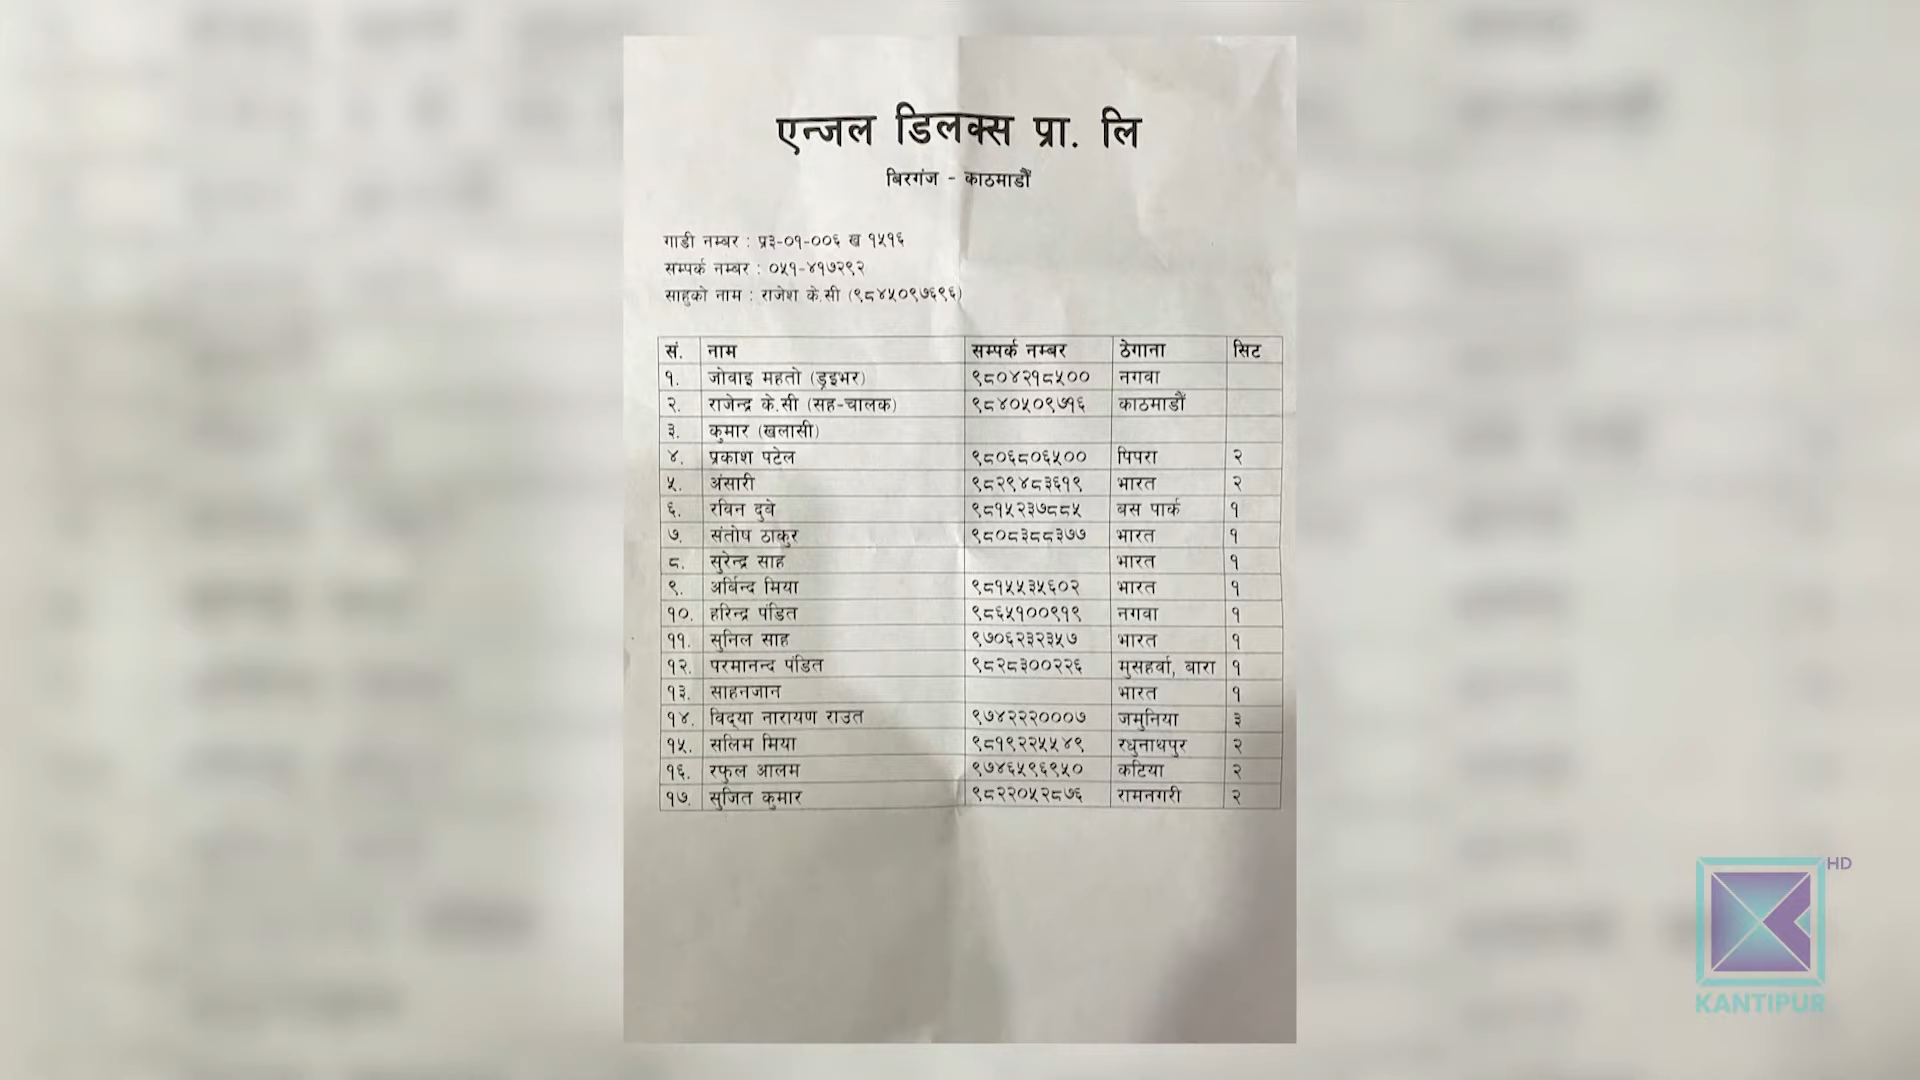 एन्जल डिलक्स प्रा. लि
बिरगंज - काठमाडौं
गाडी नम्बर : प्र३-०१-००६ ख १५१६
सम्पर्क नम्बर : ०५१-४१७२९२
साहुको नाम : राजेश के.सी (९८४५०९७६९६)
सं. नाम सम्पर्क नम्बर ठेगाना सिट
१. जोवाइ महतो (ड्रइभर) ९८०४२१८५०० नगवा
२. राजेन्द्र के.सी (सह-चालक) ९८४०५०९७१६ काठमाडौं
३. कुमार (खलासी)
४. प्रकाश पटेल ९८०६८०६५०० पिपरा २
५. अंसारी ९८२९४८३६१९ भारत २
६. रविन दुबे ९८१५२३७८८५ बस पार्क १
७. संतोष ठाकुर ९८०८३८८३७७ भारत १
८. सुरेन्द्र साह भारत १
९. अर्बिन्द मिया ९८१५५३५६०२ भारत १
१०. हरिन्द्र पंडित ९८६५१००९१९ नगवा १
११. सुनिल साह ९७०६२३२३५७ भारत १
१२. परमानन्द पंडित ९८२८३००२२६ मुसहर्वा, बारा १
१३. साहनजान भारत १
१४. विद्या नारायण राउत ९७४२२२०००७ जमुनिया ३
१५. सलिम मिया ९८१९२२५५४९ रधुनाथपुर २
१६. रफुल आलम ९७४६५९६९५० कटिया २
१७. सुजित कुमार ९८२२०५२८७६ रामनगरी २
HD
KANTIPUR